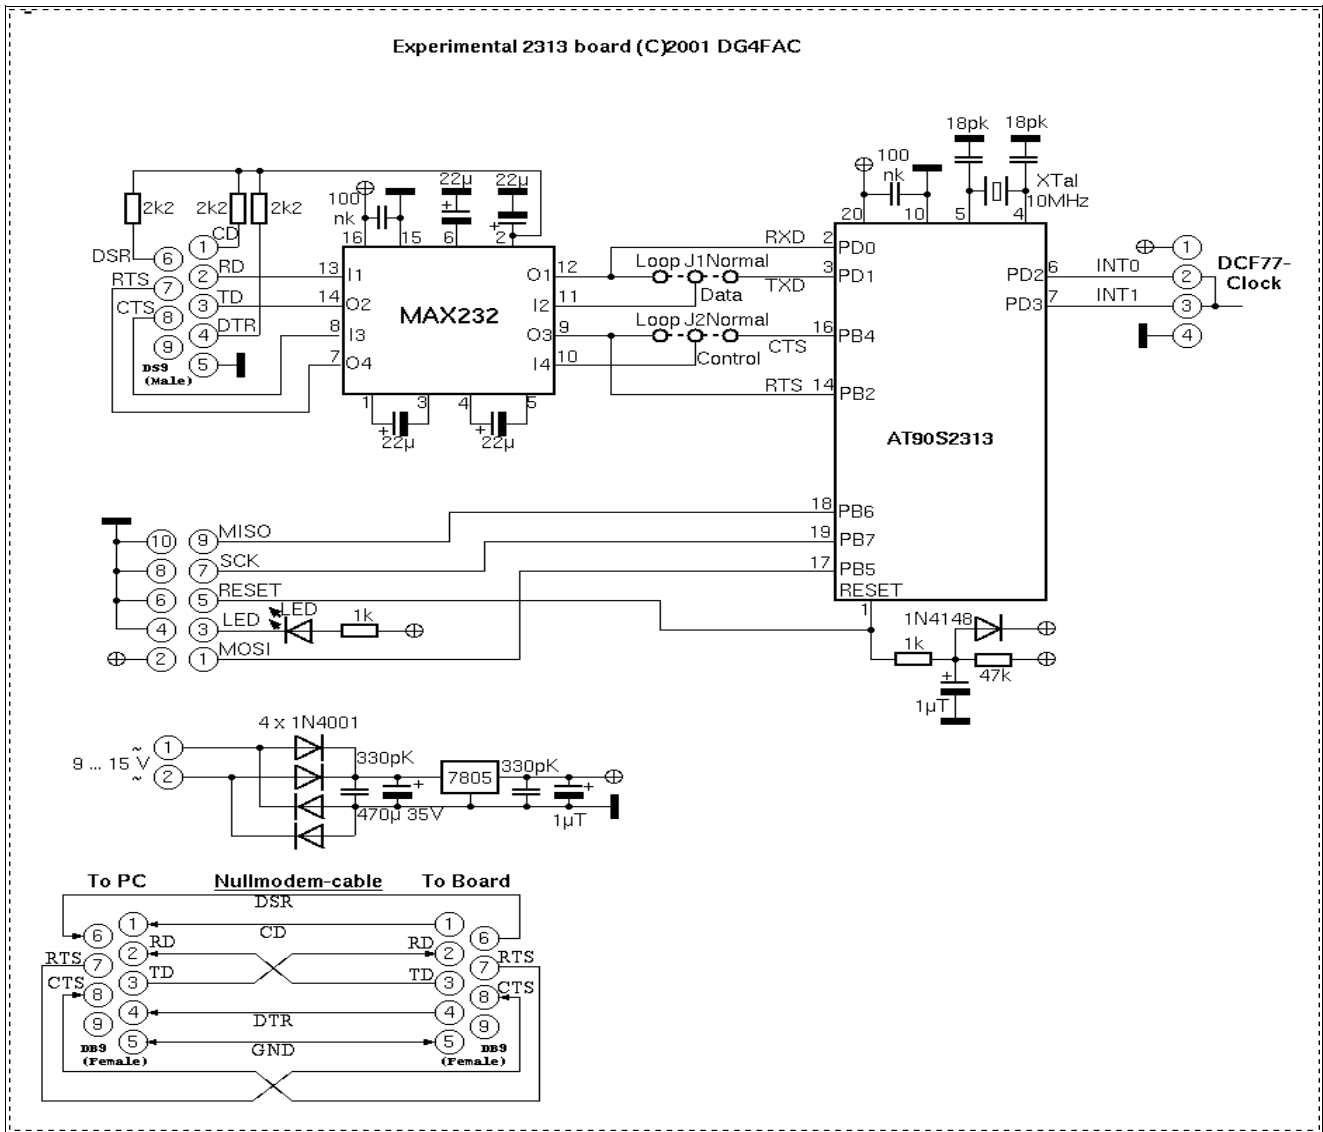 Experimental 2313 board (C)2001 DG4FAC
18pk 18pk
100 nk
XTal 10MHz
20 10 5 4
22µ 22µ
100 nk
2k2 2k2 2k2
16 15 6 2
CD
DSR 6 1
RTS 7 2 RD 13 I1
CTS 8 3 TD 14 O2
9 4 DTR 8 I3
5 7 O4
DS9
(Male)
MAX232
O1 12
I2 11
O3 9
I4 10
1 3 4 5
22µ 22µ
RXD 2 PD0
Loop J1Normal
TXD 3 PD1
Data
Loop J2Normal
CTS 16 PB4
Control
RTS 14 PB2
AT90S2313
PD2 6 INT0
PD3 7 INT1
1
2
3
4
DCF77-
Clock
18 PB6
19 PB7
17 PB5
RESET
1
10 9 MISO
8 7 SCK
6 5 RESET
4 3 LED
2 1 MOSI
LED
1k
1N4148
1k
47k
1µT
+
4 x 1N4001
9 ... 15 V
~ 1
~ 2
330pK
470µ 35V
7805
330pK
1µT
To PC Nullmodem-cable To Board
DSR
1 1
6 CD 6
2 RD RD 2
RTS 7 7 RTS
3 TD TD 3
CTS 8 8 CTS
4 DTR 4
9 9
5 GND 5
DB9
(Female)
DB9
(Female)